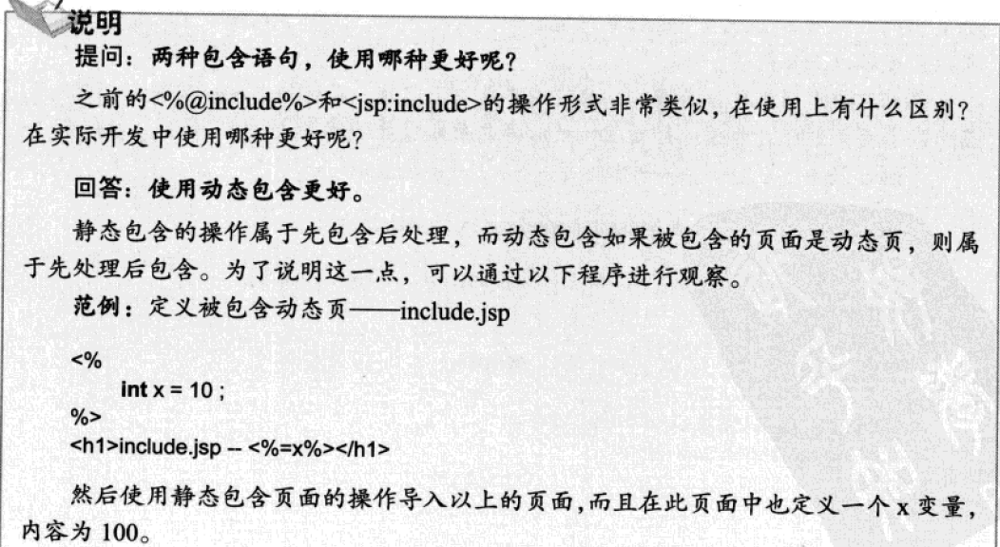 说明
提问：两种包含语句，使用哪种更好呢？
之前的<%@include%>和<jsp:include>的操作形式非常类似，在使用上有什么区别？
在实际开发中使用哪种更好呢？
回答：使用动态包含更好。
静态包含的操作属于先包含后处理，而动态包含如果被包含的页面是动态页，则属
于先处理后包含。为了说明这一点，可以通过以下程序进行观察。
范例：定义被包含动态页——include.jsp
<%
int x = 10 ;
%>
<h1>include.jsp -- <%=x%></h1>
然后使用静态包含页面的操作导入以上的页面，而且在此页面中也定义一个 x 变量，
内容为 100。